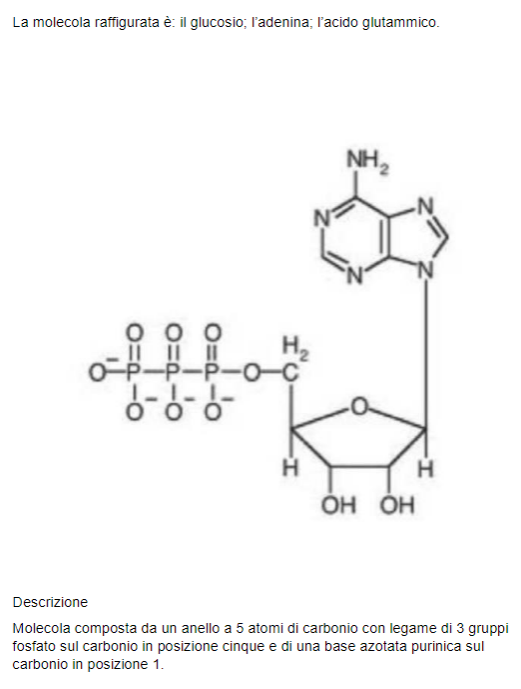 La molecola raffigurata è: il glucosio; l'adenina; l'acido glutammico.
NH2
N N
N N
O O O
H2
O⁻ P P P O C
O
O⁻ O⁻ O⁻
H H
OH OH
Descrizione
Molecola composta da un anello a 5 atomi di carbonio con legame di 3 gruppi
fosfato sul carbonio in posizione cinque e di una base azotata purinica sul
carbonio in posizione 1.